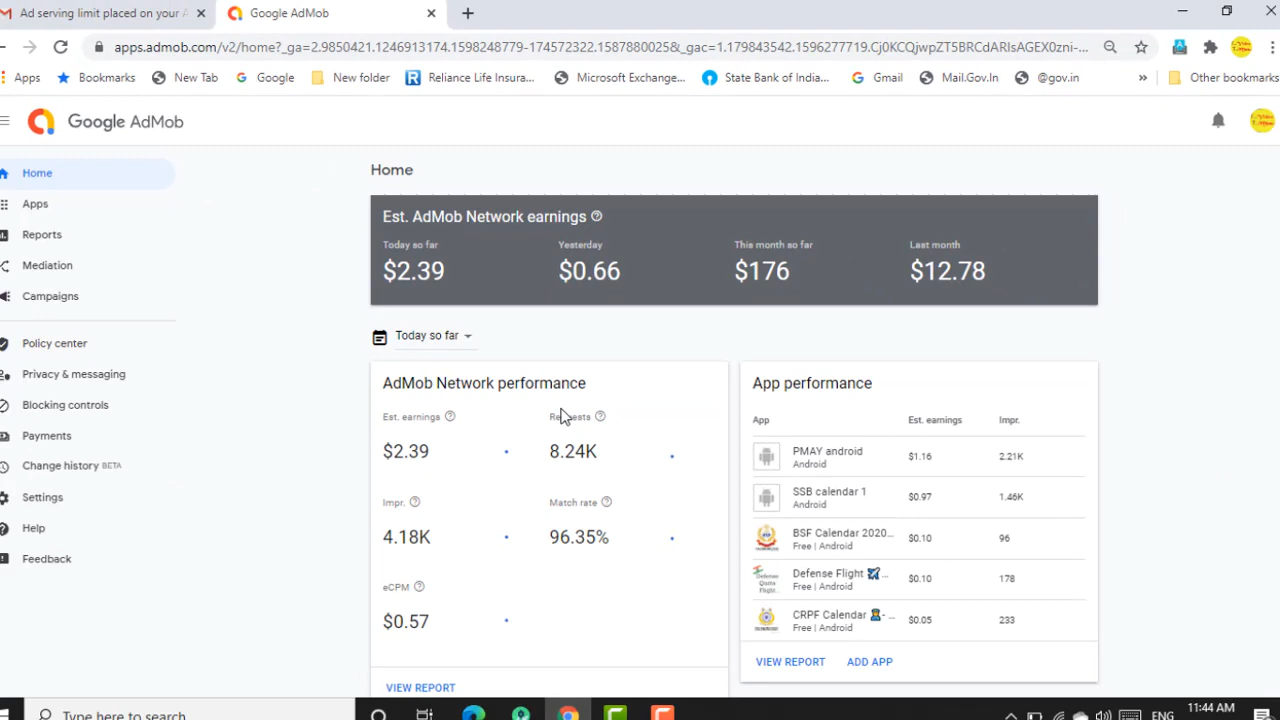 Ad serving limit placed on your A
Google AdMob
apps.admob.com/v2/home?_ga=2.9850421.1246913174.1598648779-174572322.1587880025&_gac=1.179843542.1596277719.Cj0KCQjwpZT5BRCdARIsAGEX0zni-...
Apps
Bookmarks
New Tab
Google
New folder
Reliance Life Insura...
Microsoft Exchange...
State Bank of India...
Gmail
Mail.Gov.In
@gov.in
»
Other bookmarks
Google AdMob
Home
Apps
Reports
Mediation
Campaigns
Policy center
Privacy & messaging
Blocking controls
Payments
Change history BETA
Settings
Help
Feedback
Home
Est. AdMob Network earnings
Today so far
Yesterday
This month so far
Last month
$2.39
$0.66
$176
$12.78
Today so far
AdMob Network performance
Est. earnings
Requests
$2.39
8.24K
Impr.
Match rate
4.18K
96.35%
eCPM
$0.57
VIEW REPORT
App performance
App
Est. earnings
Impr.
PMAY android
Android
$1.16
2.21K
SSB calendar 1
Android
$0.97
1.46K
BSF Calendar 2020...
Free | Android
$0.10
96
Defense Flight ...
Free | Android
$0.10
178
CRPF Calendar - ...
Free | Android
$0.05
233
VIEW REPORT
ADD APP
Type here to search
ENG
11:44 AM